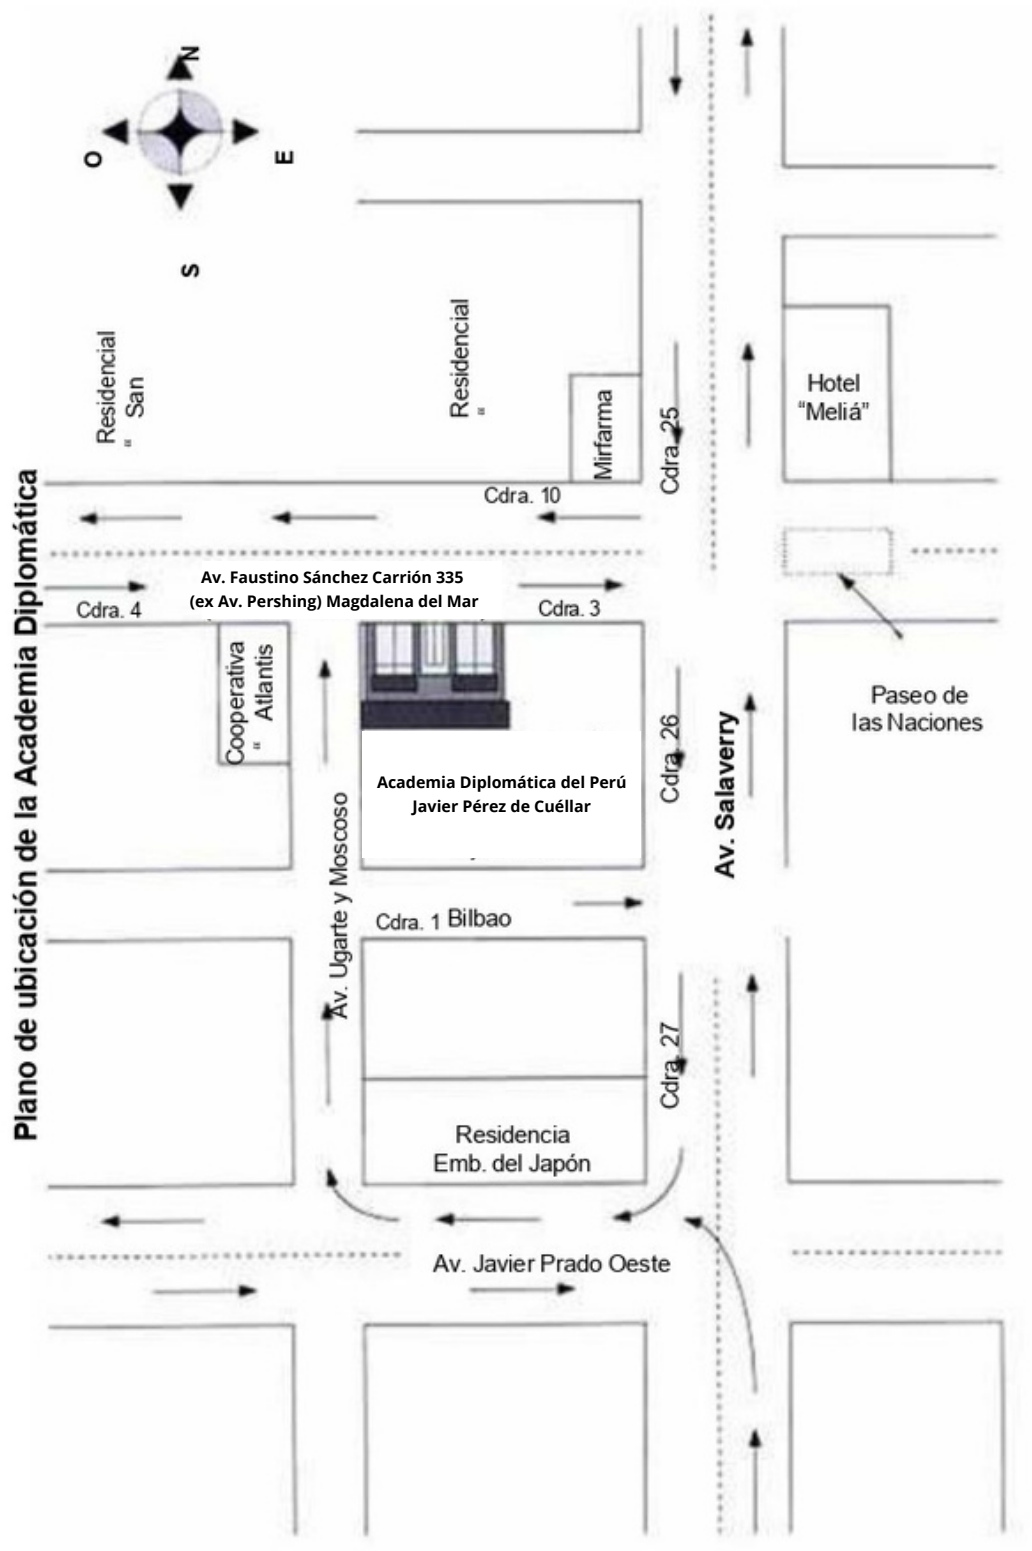 Plano de ubicación de la Academia Diplomática
N
O
E
S
Residencial
“ San
Residencial
“
Mirfarma
Cdra. 25
Hotel
“Meliá”
Cdra. 10
Av. Faustino Sánchez Carrión 335
(ex Av. Pershing) Magdalena del Mar
Cdra. 4
Cdra. 3
Cooperativa
“ Atlantis
Paseo de
las Naciones
Cdra. 26
Av. Salaverry
Academia Diplomática del Perú
Javier Pérez de Cuéllar
Av. Ugarte y Moscoso
Cdra. 1 Bilbao
Cdra. 27
Residencia
Emb. del Japón
Av. Javier Prado Oeste